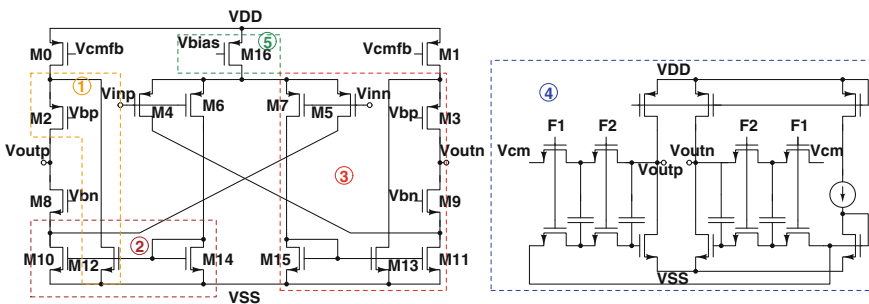 VDD
M0 Vcmfb Vbias 5 Vcmfb M1
M16
1 Vinp Vinn
M2 Vbp M4 M6 M7 M5 Vbp M3
Voutp Voutn
3
M8 Vbn Vbn M9
2
M10 M12 M14 M15 M13 M11
VSS
4 VDD
F1 F2 F2 F1
Vcm Voutp Voutn Vcm
VSS